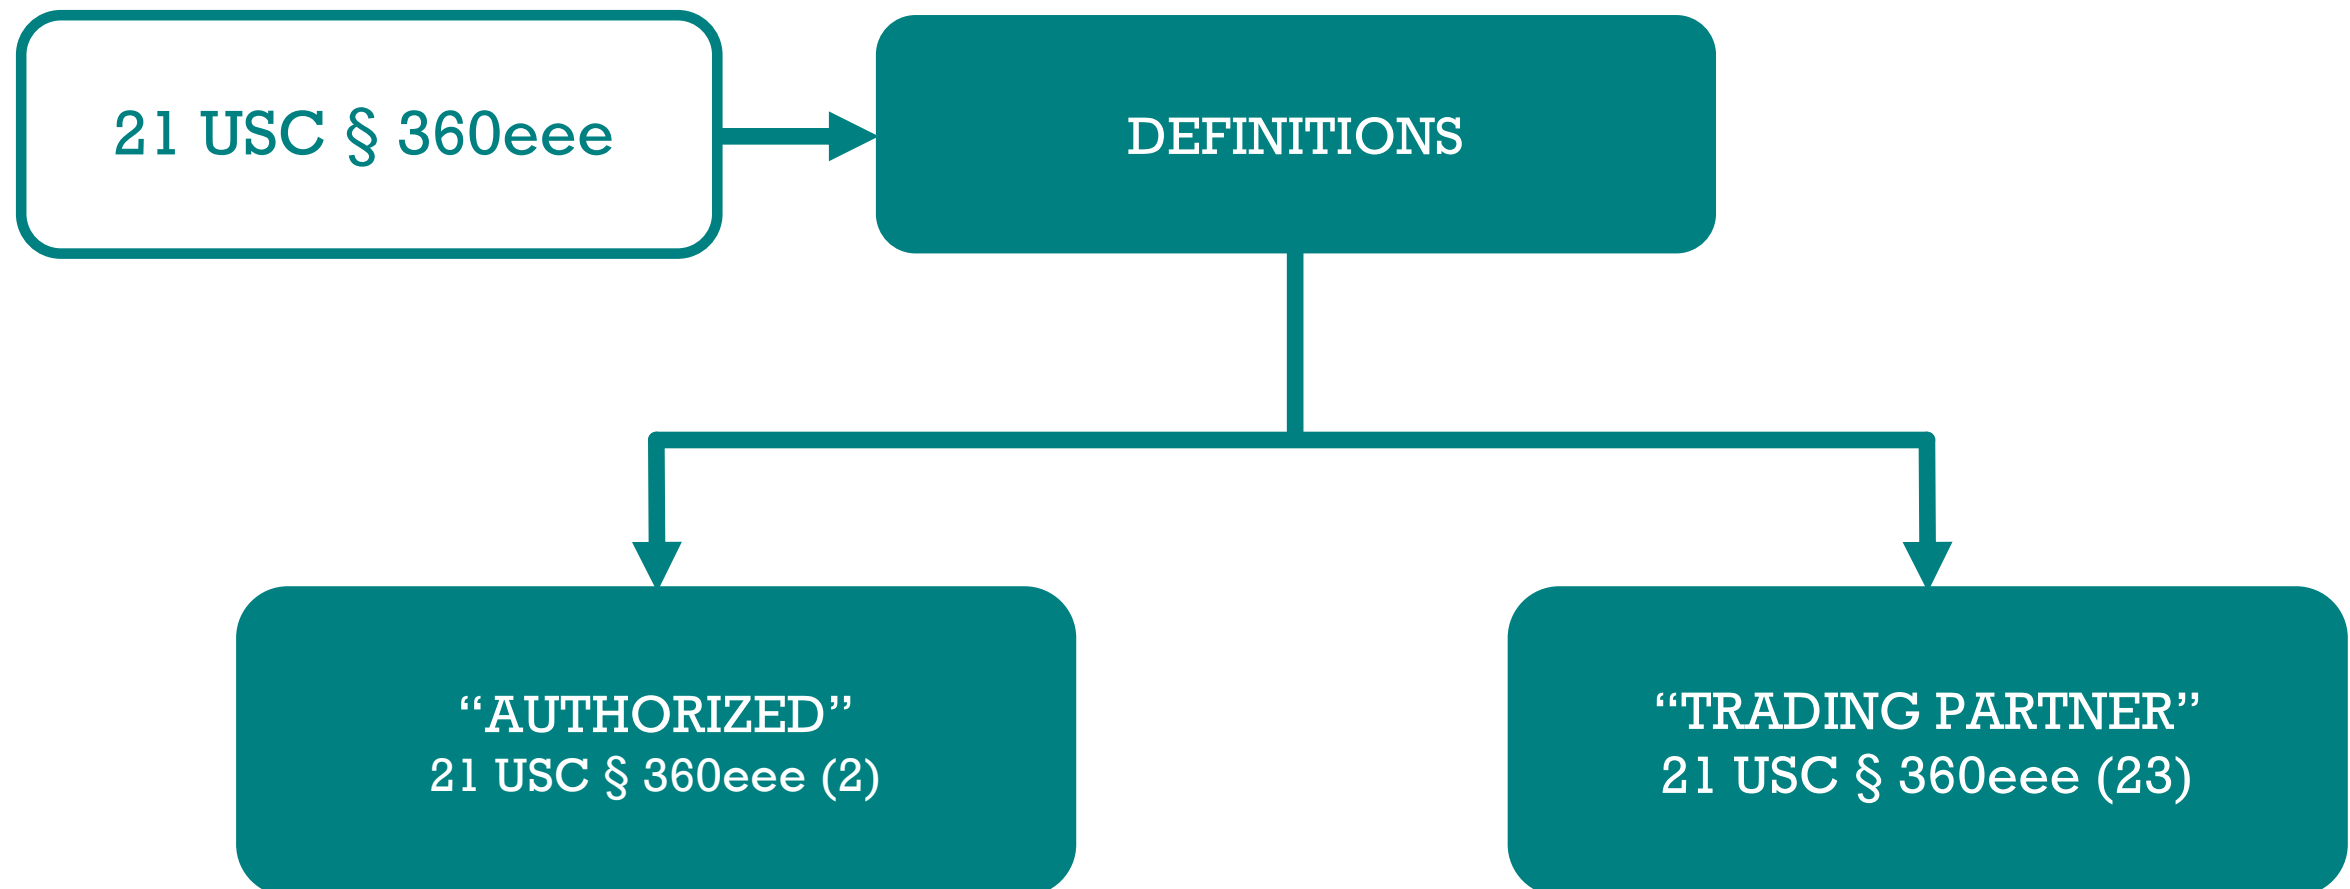 21 USC § 360eee
DEFINITIONS
“AUTHORIZED”
21 USC § 360eee (2)
“TRADING PARTNER”
21 USC § 360eee (23)